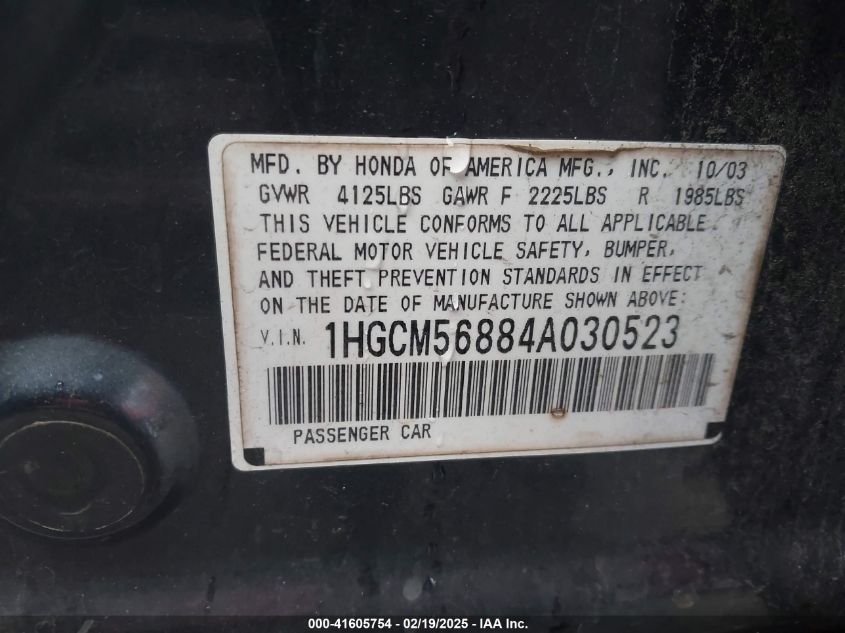 MFD. BY HONDA OF AMERICA MFG., INC. 10/03
GVWR 4125LBS GAWR F 2225LBS R 1985LBS
THIS VEHICLE CONFORMS TO ALL APPLICABLE
FEDERAL MOTOR VEHICLE SAFETY, BUMPER,
AND THEFT PREVENTION STANDARDS IN EFFECT
ON THE DATE OF MANUFACTURE SHOWN ABOVE:
V.I.N. 1HGCM56884A030523
PASSENGER CAR
000-41605754 - 02/19/2025 - IAA Inc.